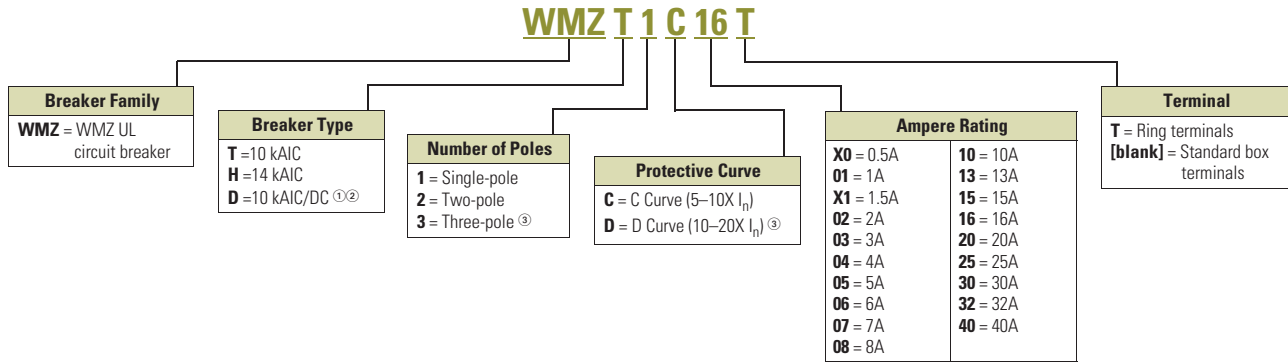 WMZ T 1 C 16 T
Breaker Family
WMZ = WMZ UL
circuit breaker
Breaker Type
T =10 kAIC
H =14 kAIC
D =10 kAIC/DC ①②
Number of Poles
1 = Single-pole
2 = Two-pole
3 = Three-pole ③
Protective Curve
C = C Curve (5–10X In)
D = D Curve (10–20X In) ③
Ampere Rating
X0 = 0.5A
01 = 1A
X1 = 1.5A
02 = 2A
03 = 3A
04 = 4A
05 = 5A
06 = 6A
07 = 7A
08 = 8A
10 = 10A
13 = 13A
15 = 15A
16 = 16A
20 = 20A
25 = 25A
30 = 30A
32 = 32A
40 = 40A
Terminal
T = Ring terminals
[blank] = Standard box
terminals